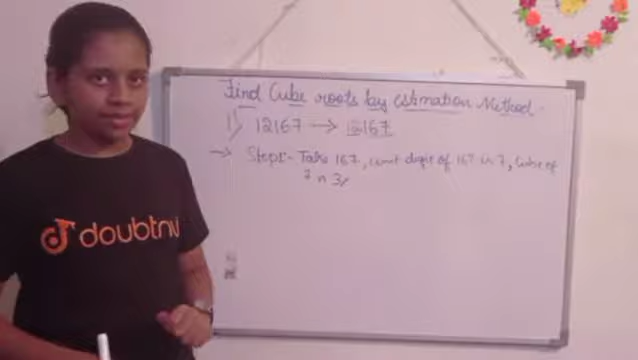 Find Cube roots by estimation Method.
1) 12167 → 12167
→ Step1:- Take 167, unit digit of 167 is 7, Cube of
7 is 3
doubtnut